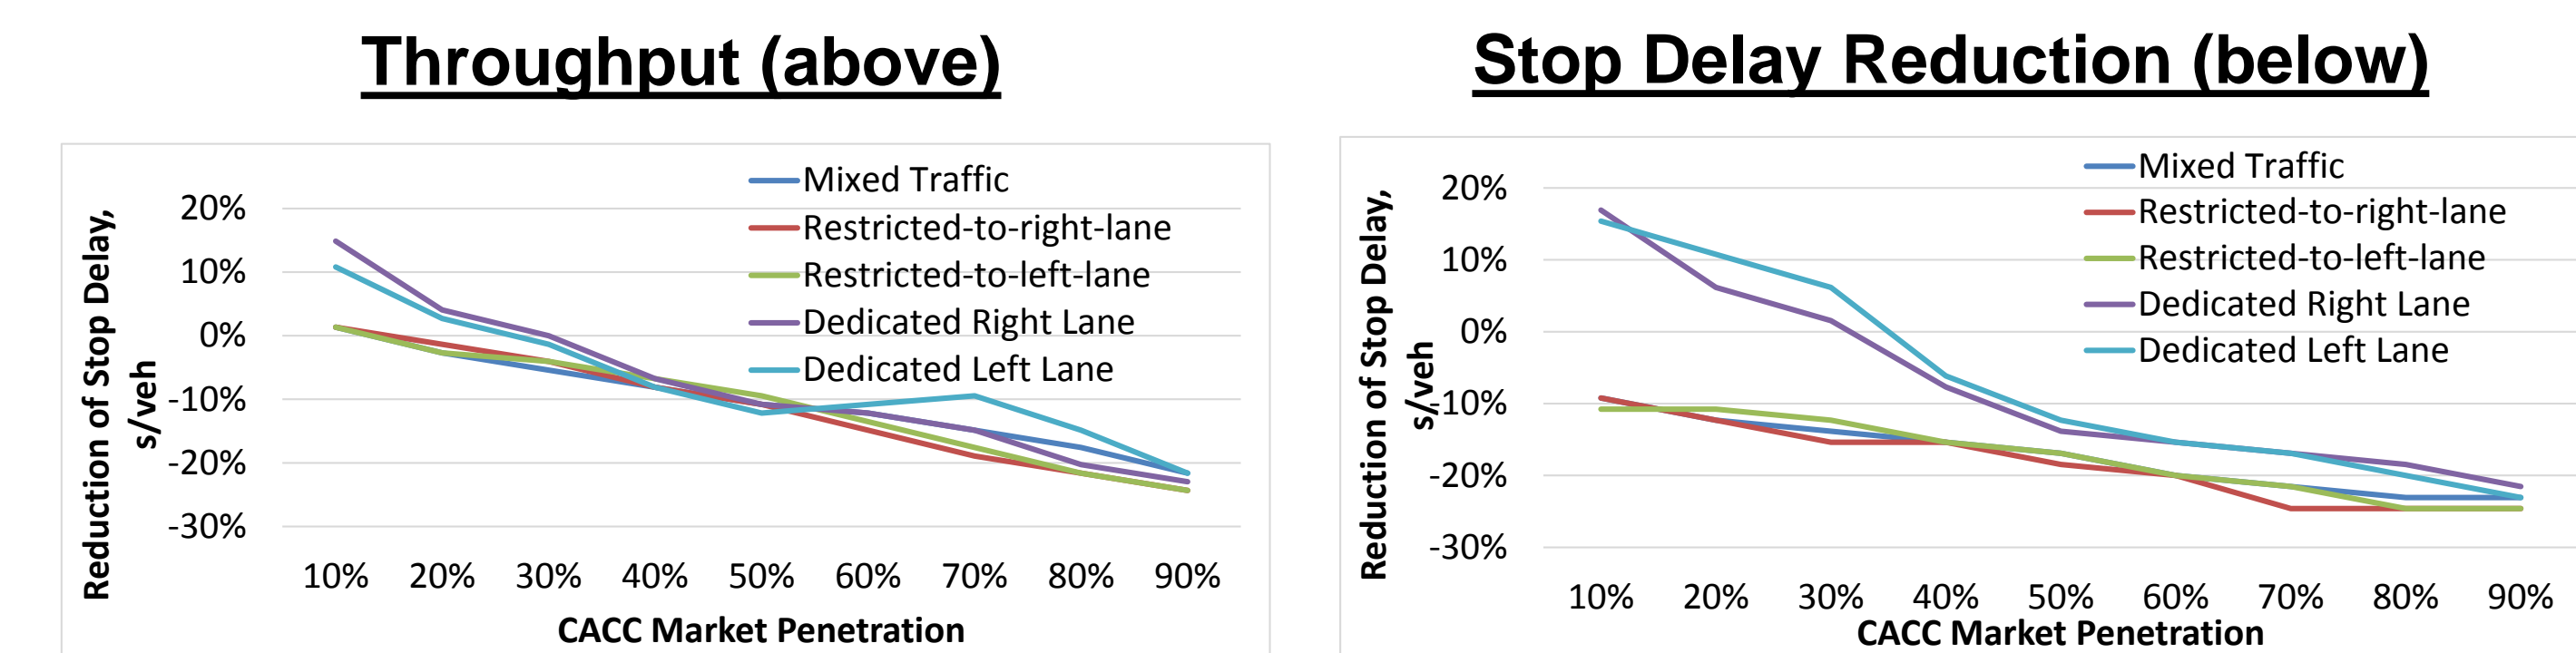 Throughput (above)
Stop Delay Reduction (below)
Reduction of Stop Delay,
s/veh
20%
10%
0%
-10%
-20%
-30%
Mixed Traffic
Restricted-to-right-lane
Restricted-to-left-lane
Dedicated Right Lane
Dedicated Left Lane
10% 20% 30% 40% 50% 60% 70% 80% 90%
CACC Market Penetration
Reduction of Stop Delay,
s/veh
20%
10%
0%
-10%
-20%
-30%
Mixed Traffic
Restricted-to-right-lane
Restricted-to-left-lane
Dedicated Right Lane
Dedicated Left Lane
10% 20% 30% 40% 50% 60% 70% 80% 90%
CACC Market Penetration